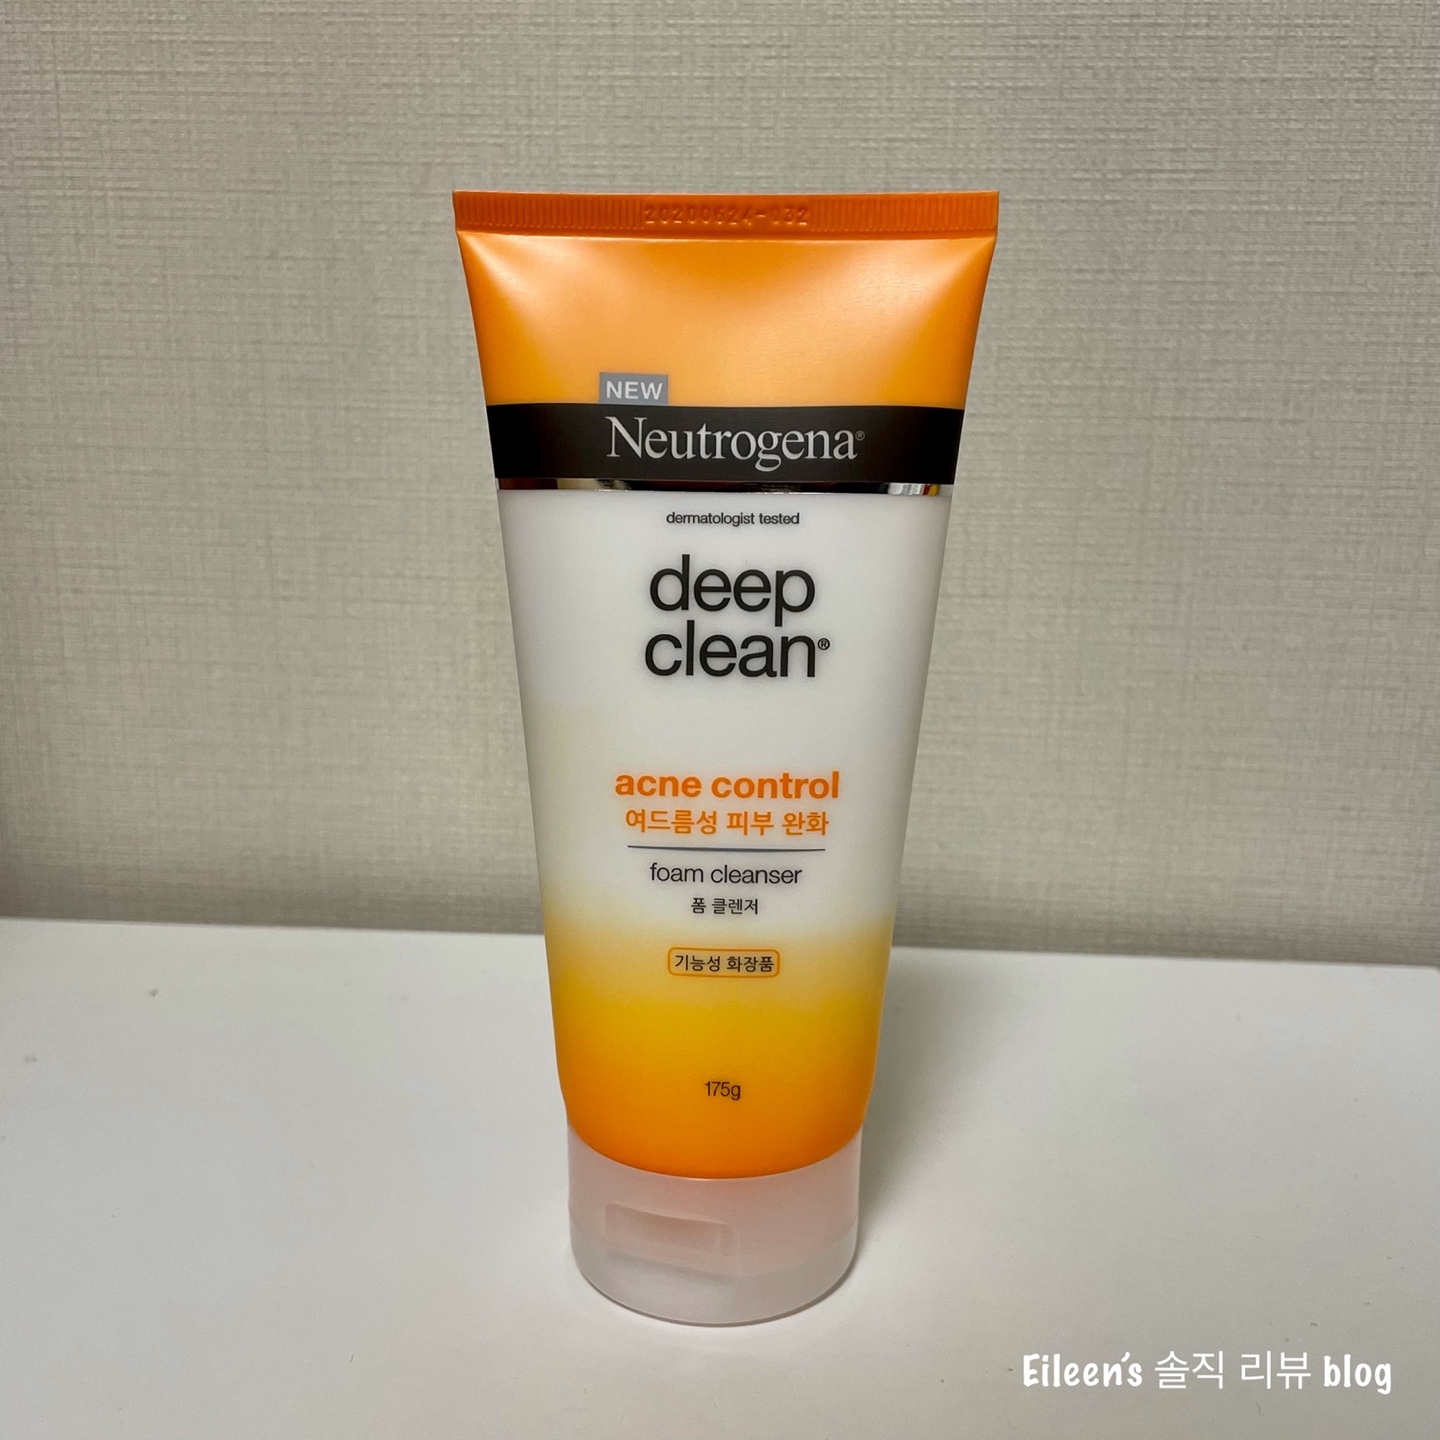 20200624-032
NEW
Neutrogena®
dermatologist tested
deep
clean®
acne control
여드름성 피부 완화
foam cleanser
폼 클렌저
기능성 화장품
175g
Eileen's 솔직 리뷰 blog